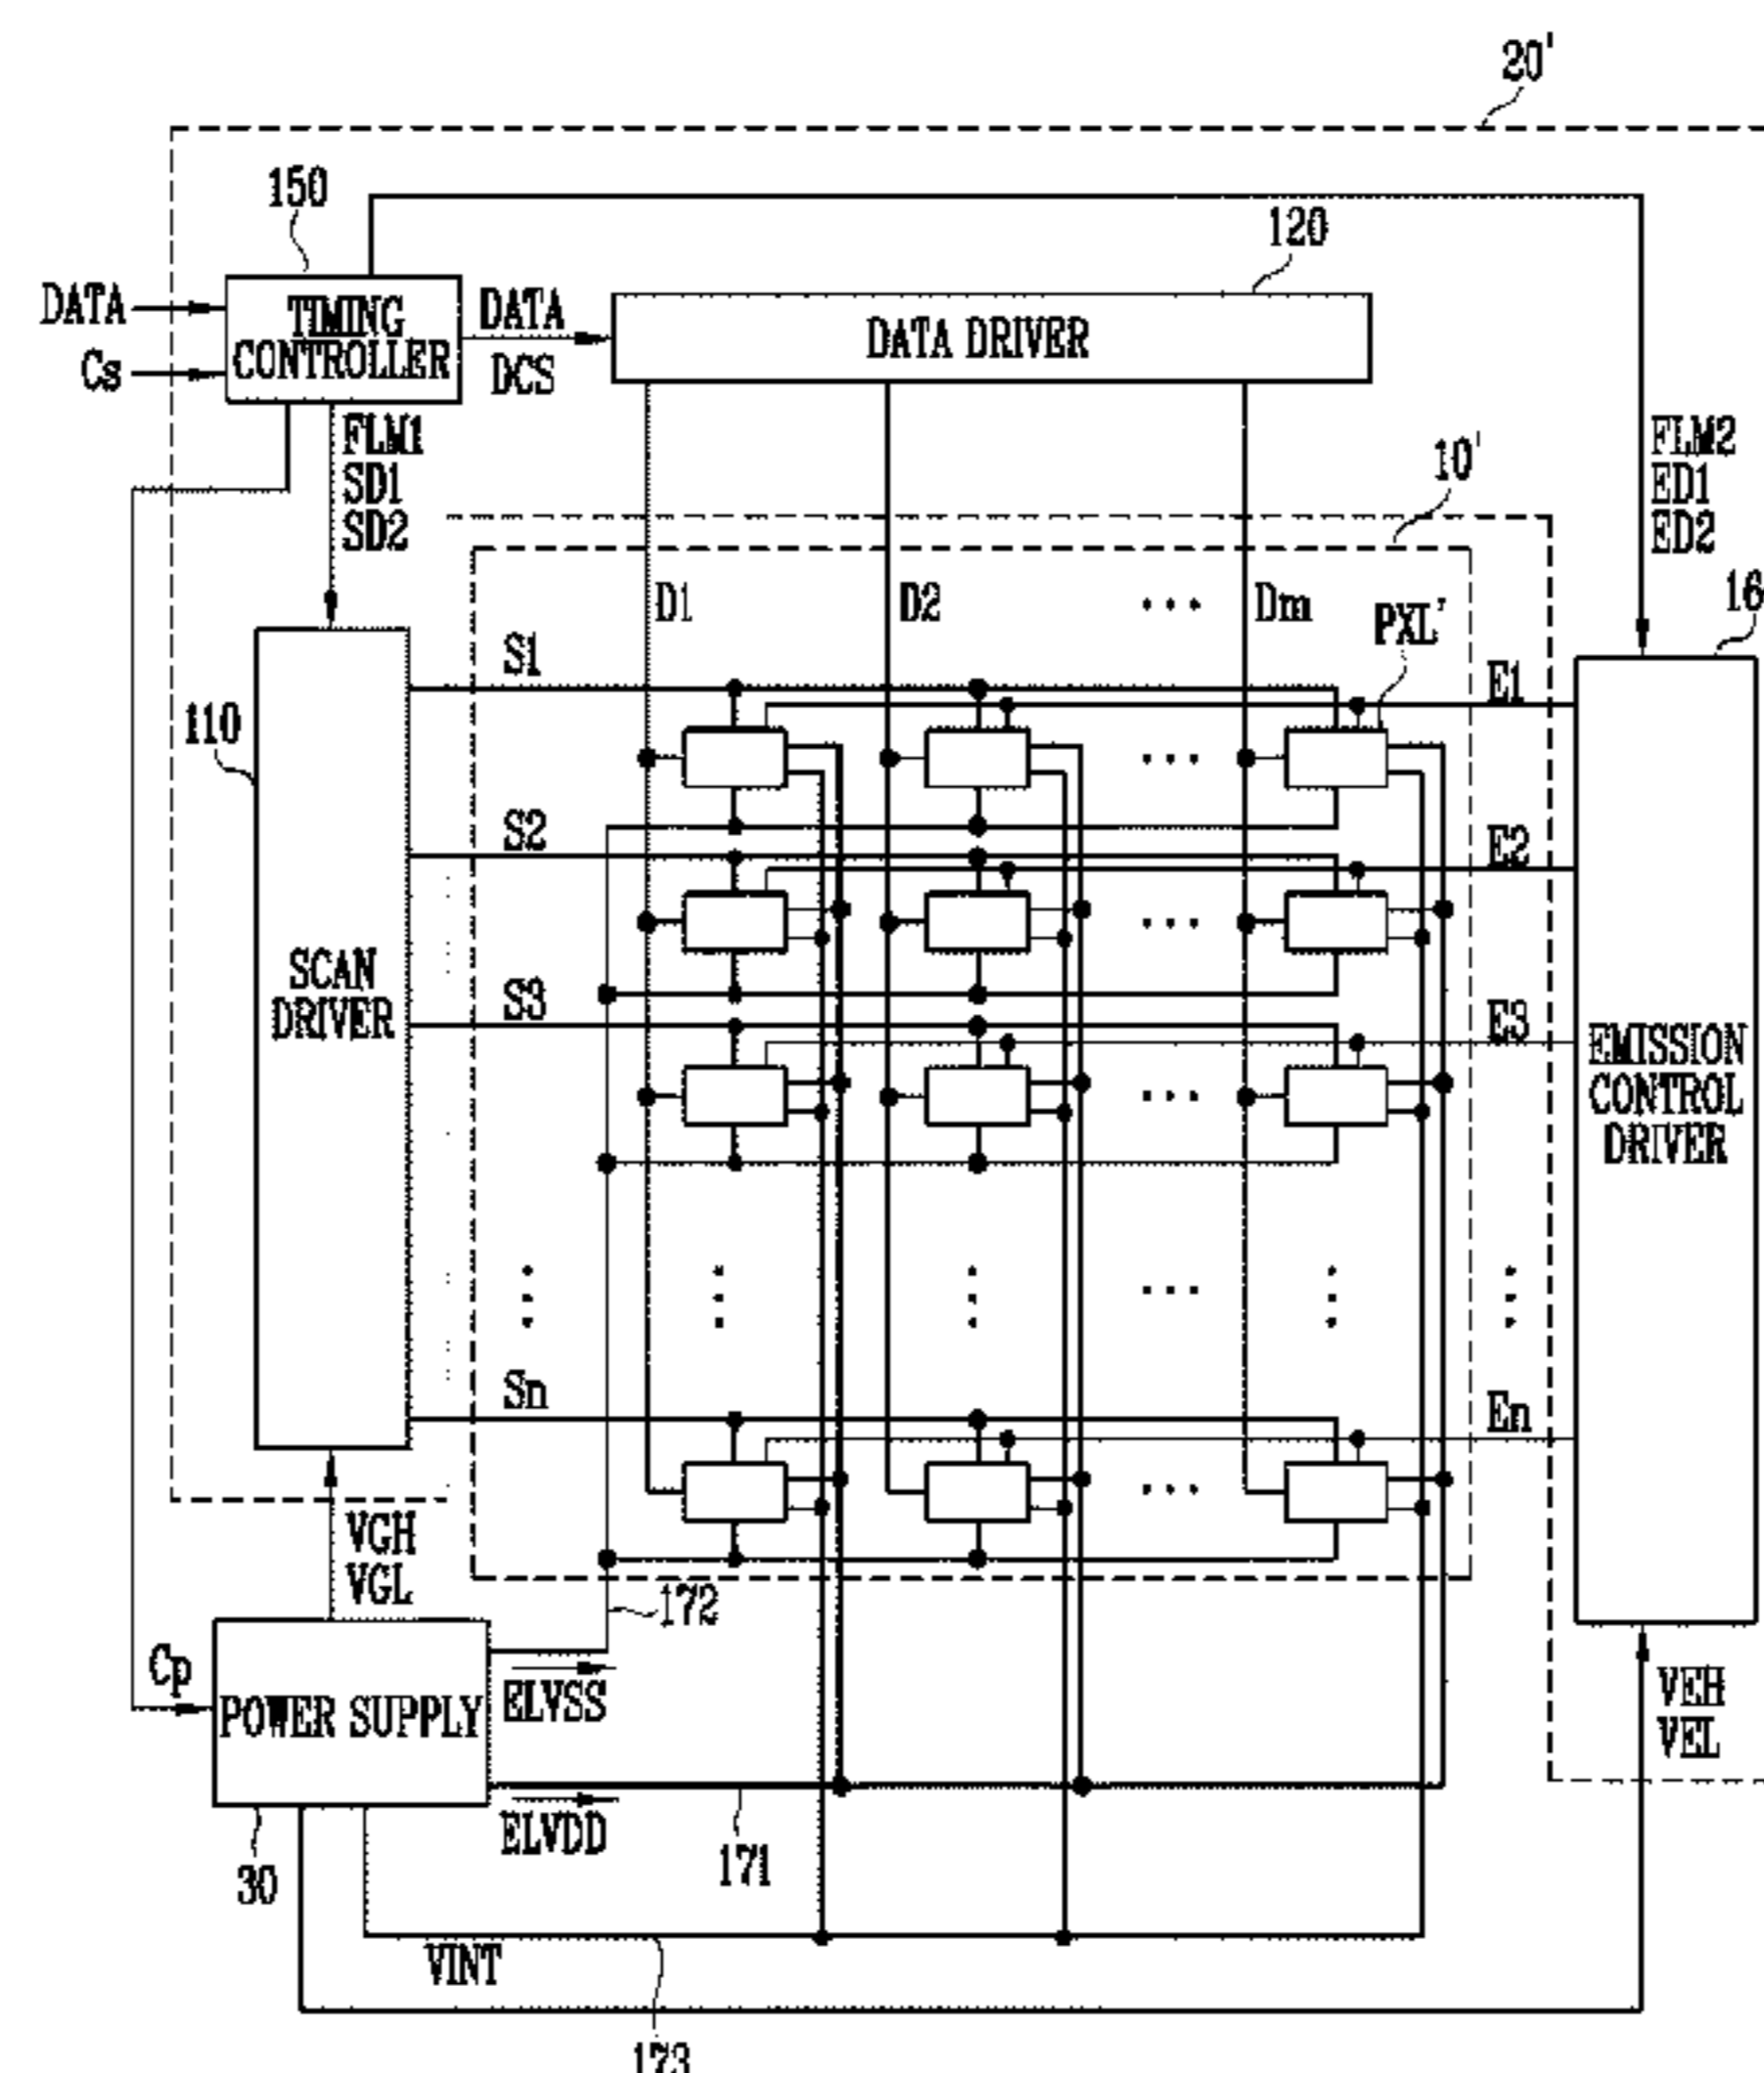 20'
150
120
DATA
Cs
TIMING
CONTROLLER
DATA
DCS
DATA DRIVER
FLM1
SD1
SD2
FLM2
ED1
ED2
10'
D1 D2 ··· Dm
PXL'
16
S1
E1
110
S2
E2
SCAN
DRIVER
S3
E3
EMISSION
CONTROL
DRIVER
Sn
En
VGH
VGL
172
Cp
POWER SUPPLY
ELVSS
VEH
VEL
ELVDD
171
30
VINT
173